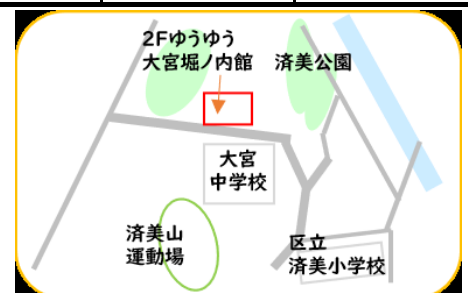 2Fゆうゆう
大宮堀ノ内館
済美公園
大宮
中学校
済美山
運動場
区立
済美小学校